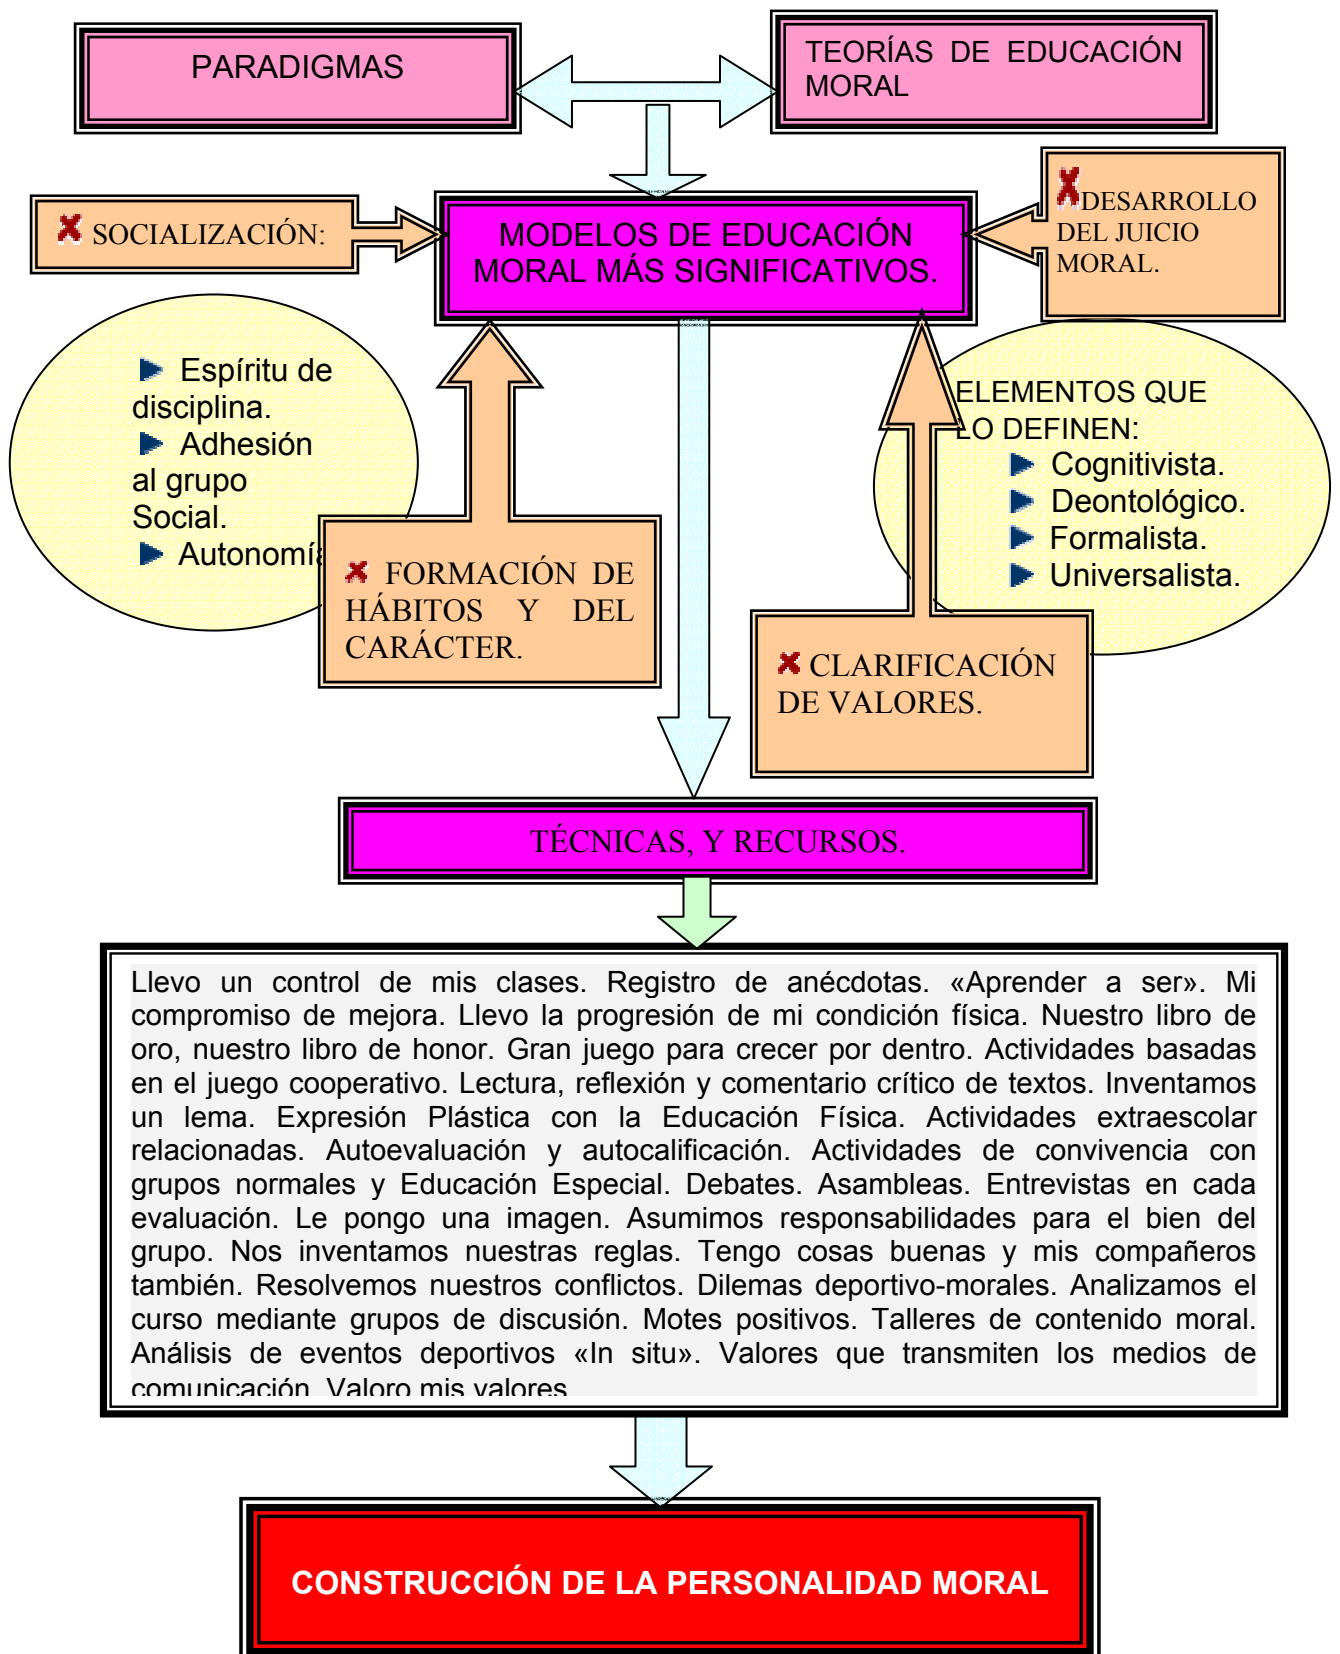 PARADIGMAS
TEORÍAS DE EDUCACIÓN
MORAL
SOCIALIZACIÓN:
MODELOS DE EDUCACIÓN
MORAL MÁS SIGNIFICATIVOS.
DESARROLLO
DEL JUICIO
MORAL.
Espíritu de
disciplina.
Adhesión
al grupo
Social.
Autonomía
ELEMENTOS QUE
LO DEFINEN:
Cognitivista.
Deontológico.
Formalista.
Universalista.
FORMACIÓN DE
HÁBITOS Y DEL
CARÁCTER.
CLARIFICACIÓN
DE VALORES.
TÉCNICAS, Y RECURSOS.
Llevo un control de mis clases. Registro de anécdotas. «Aprender a ser». Mi
compromiso de mejora. Llevo la progresión de mi condición física. Nuestro libro de
oro, nuestro libro de honor. Gran juego para crecer por dentro. Actividades basadas
en el juego cooperativo. Lectura, reflexión y comentario crítico de textos. Inventamos
un lema. Expresión Plástica con la Educación Física. Actividades extraescolar
relacionadas. Autoevaluación y autocalificación. Actividades de convivencia con
grupos normales y Educación Especial. Debates. Asambleas. Entrevistas en cada
evaluación. Le pongo una imagen. Asumimos responsabilidades para el bien del
grupo. Nos inventamos nuestras reglas. Tengo cosas buenas y mis compañeros
también. Resolvemos nuestros conflictos. Dilemas deportivo-morales. Analizamos el
curso mediante grupos de discusión. Motes positivos. Talleres de contenido moral.
Análisis de eventos deportivos «In situ». Valores que transmiten los medios de
comunicación. Valoro mis valores
CONSTRUCCIÓN DE LA PERSONALIDAD MORAL